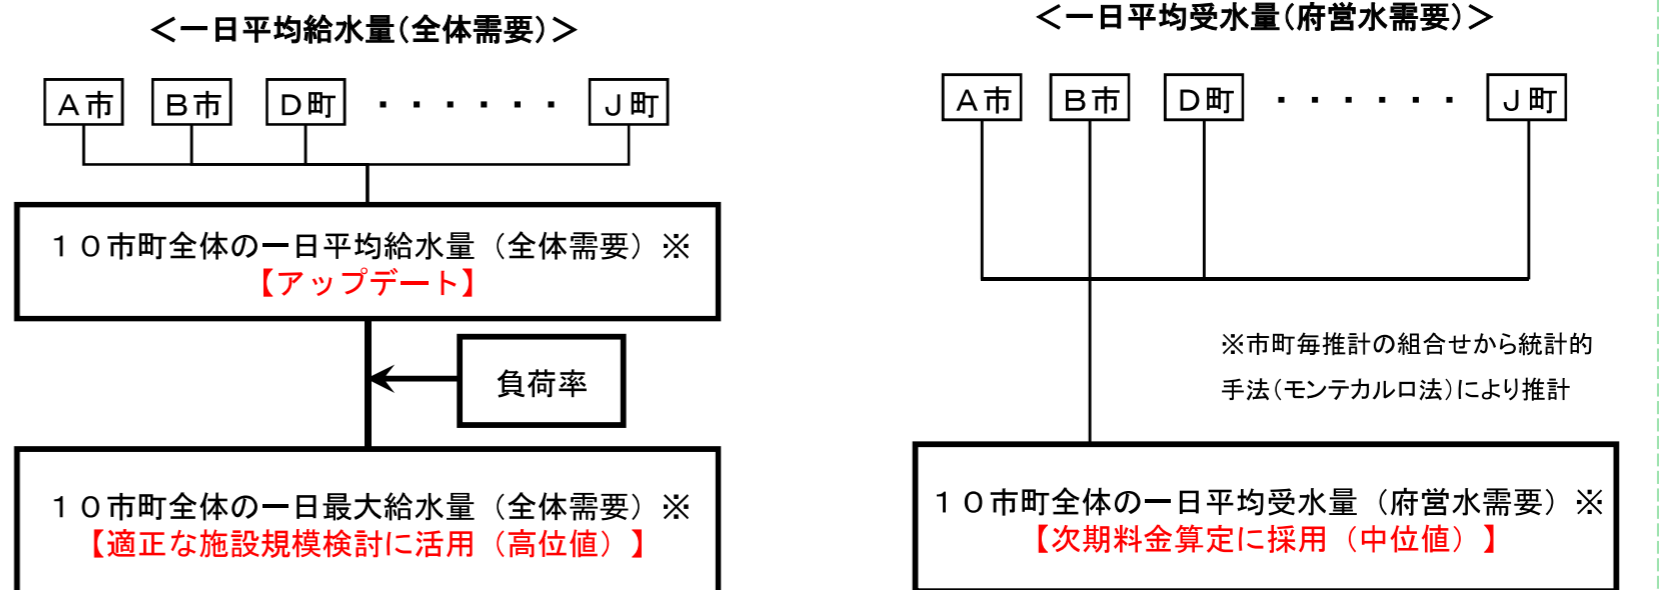 ＜一日平均給水量（全体需要）＞
Ａ市 Ｂ市 Ｄ町 ・・・・・・ Ｊ町
１０市町全体の一日平均給水量（全体需要）※
【アップデート】
負荷率
１０市町全体の一日最大給水量（全体需要）※
【適正な施設規模検討に活用（高位値）】
＜一日平均受水量（府営水需要）＞
Ａ市 Ｂ市 Ｄ町 ・・・・・・ Ｊ町
※市町毎推計の組合せから統計的
手法（モンテカルロ法）により推計
１０市町全体の一日平均受水量（府営水需要）※
【次期料金算定に採用（中位値）】